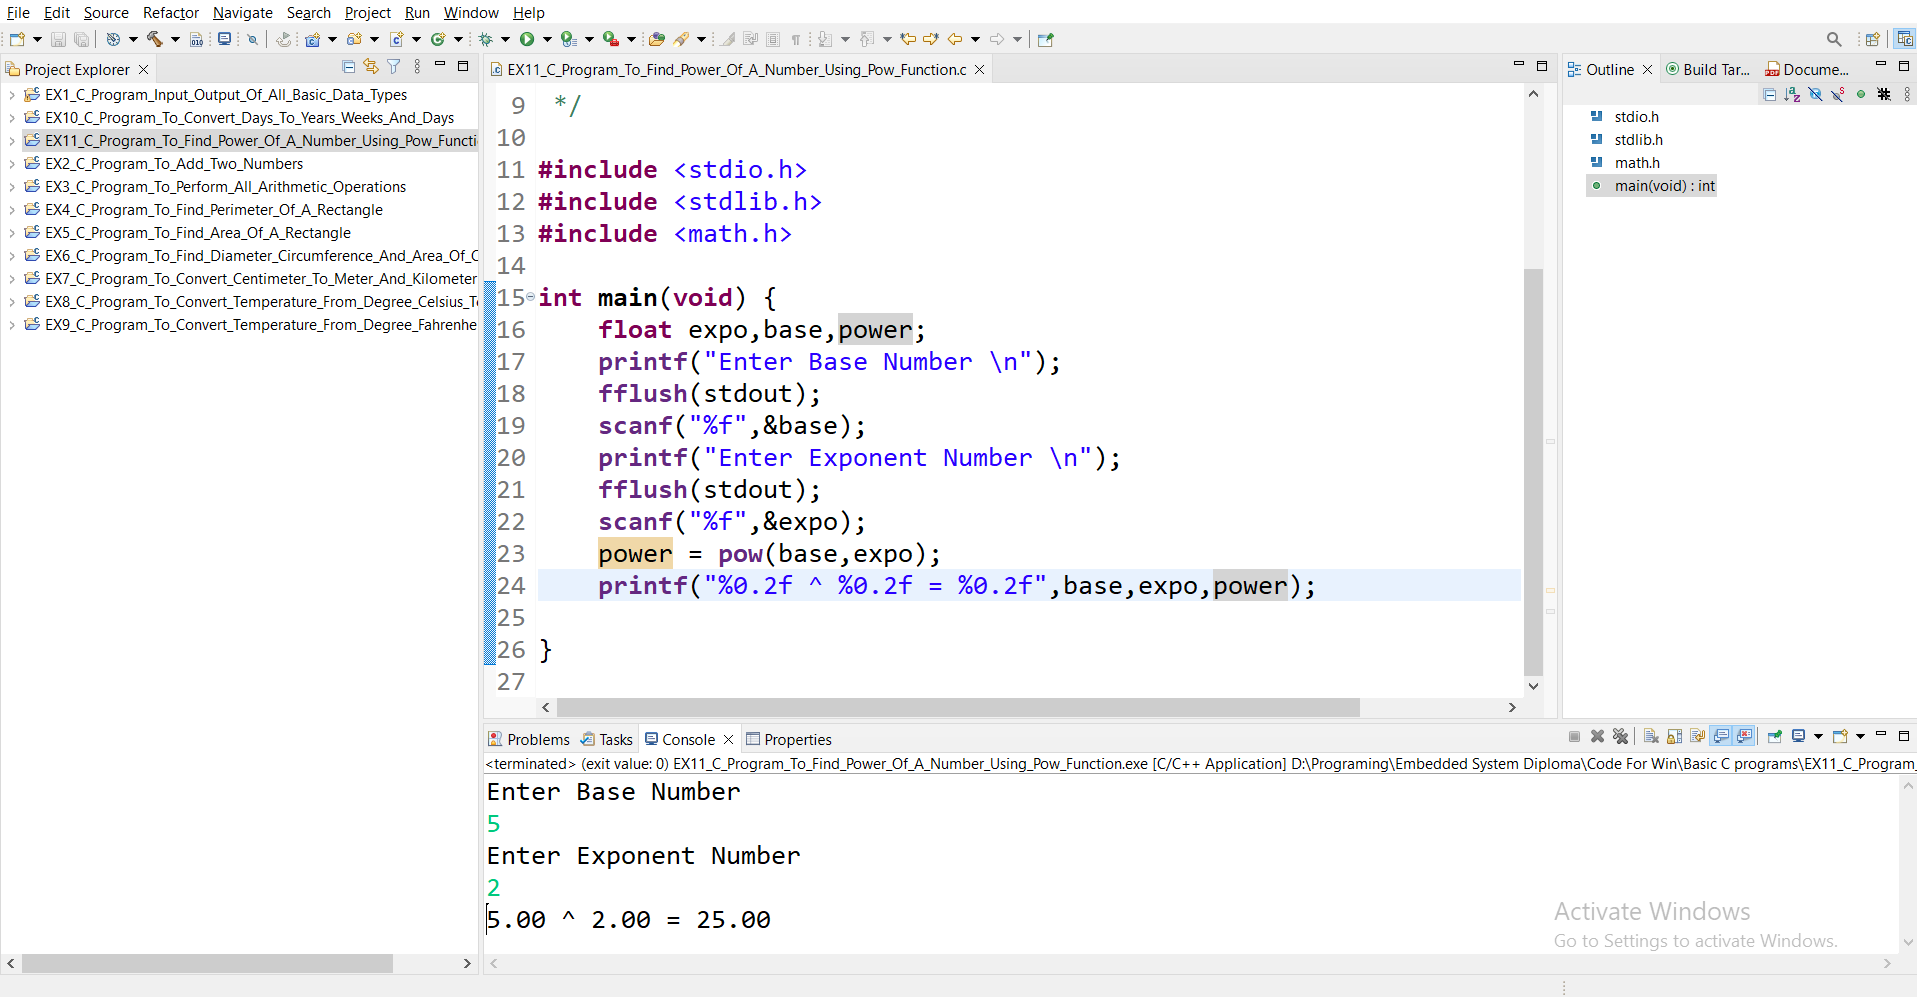 File Edit Source Refactor Navigate Search Project Run Window Help
Project Explorer
EX1_C_Program_Input_Output_Of_All_Basic_Data_Types
EX10_C_Program_To_Convert_Days_To_Years_Weeks_And_Days
EX11_C_Program_To_Find_Power_Of_A_Number_Using_Pow_Functi
EX2_C_Program_To_Add_Two_Numbers
EX3_C_Program_To_Perform_All_Arithmetic_Operations
EX4_C_Program_To_Find_Perimeter_Of_A_Rectangle
EX5_C_Program_To_Find_Area_Of_A_Rectangle
EX6_C_Program_To_Find_Diameter_Circumference_And_Area_Of_C
EX7_C_Program_To_Convert_Centimeter_To_Meter_And_Kilometer
EX8_C_Program_To_Convert_Temperature_From_Degree_Celsius_T
EX9_C_Program_To_Convert_Temperature_From_Degree_Fahrenhe
EX11_C_Program_To_Find_Power_Of_A_Number_Using_Pow_Function.c
9 */
10
11 #include <stdio.h>
12 #include <stdlib.h>
13 #include <math.h>
14
15 int main(void) {
16 float expo,base,power;
17 printf("Enter Base Number \n");
18 fflush(stdout);
19 scanf("%f",&base);
20 printf("Enter Exponent Number \n");
21 fflush(stdout);
22 scanf("%f",&expo);
23 power = pow(base,expo);
24 printf("%0.2f ^ %0.2f = %0.2f",base,expo,power);
25
26 }
27
Outline Build Tar... Docume...
stdio.h
stdlib.h
math.h
main(void) : int
Problems Tasks Console Properties
<terminated> (exit value: 0) EX11_C_Program_To_Find_Power_Of_A_Number_Using_Pow_Function.exe [C/C++ Application] D:\Programing\Embedded System Diploma\Code For Win\Basic C programs\EX11_C_Program_
Enter Base Number
5
Enter Exponent Number
2
5.00 ^ 2.00 = 25.00
Activate Windows
Go to Settings to activate Windows.